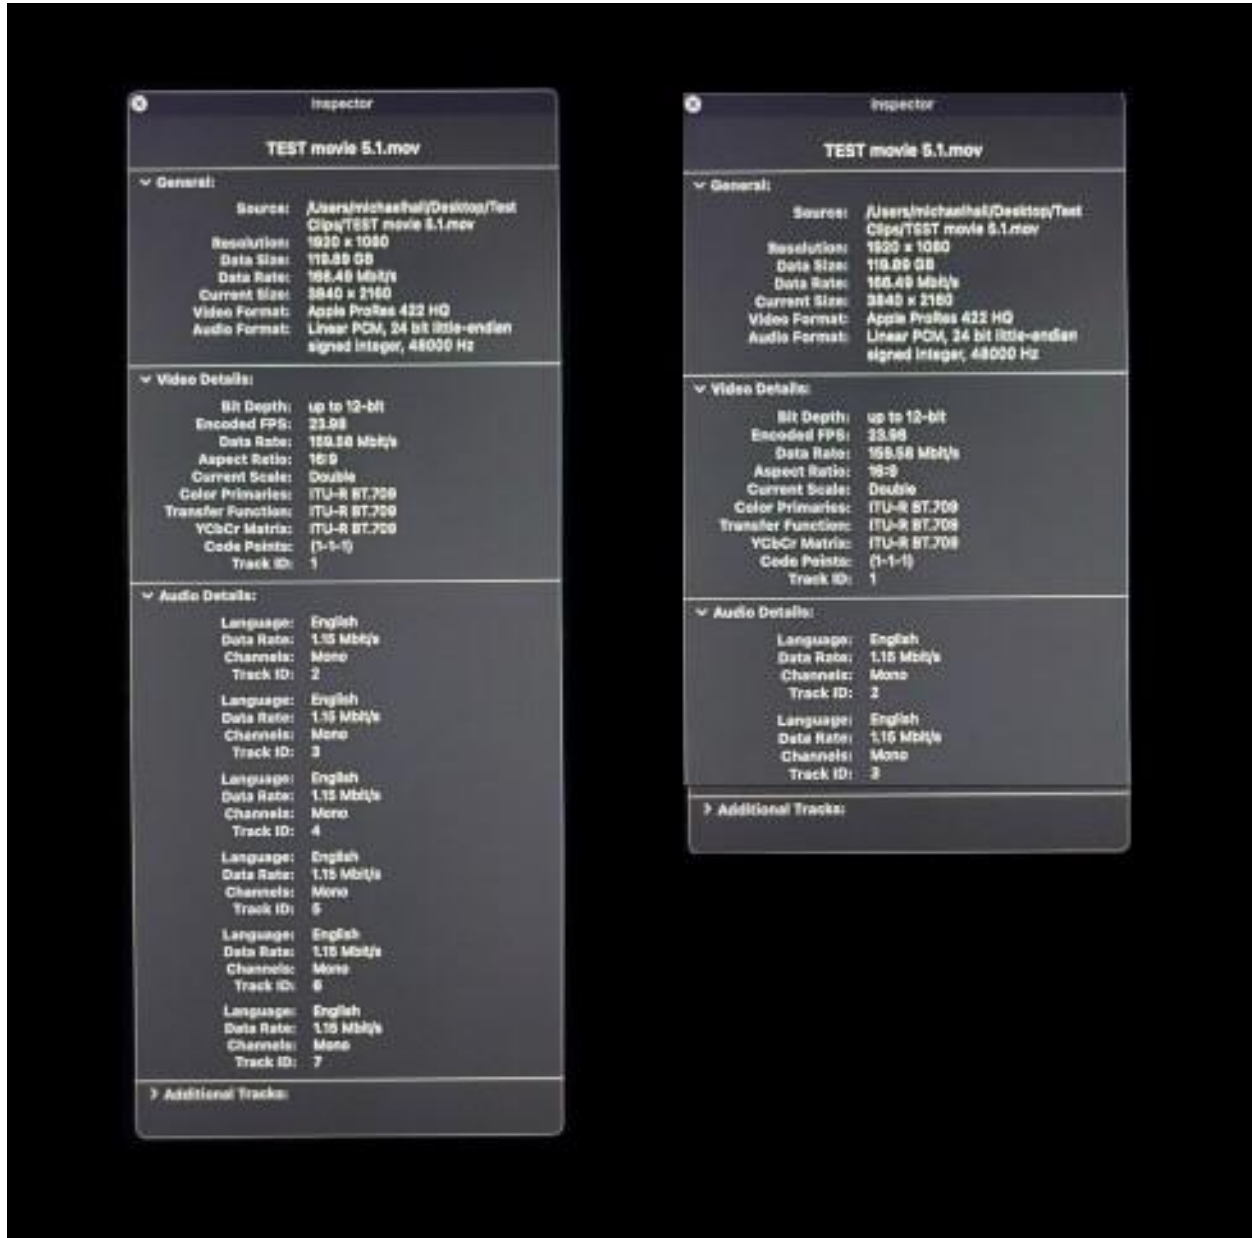 Inspector
TEST movie 5.1.mov
General:
Source: /Users/michaelhall/Desktop/Test
Clips/TEST movie 5.1.mov
Resolution: 1920 × 1080
Data Size: 119.89 GB
Data Rate: 166.49 Mbit/s
Current Size: 3840 × 2160
Video Format: Apple ProRes 422 HQ
Audio Format: Linear PCM, 24 bit little-endian
signed integer, 48000 Hz
Video Details:
Bit Depth: up to 12-bit
Encoded FPS: 23.98
Data Rate: 159.58 Mbit/s
Aspect Ratio: 16:9
Current Scale: Double
Color Primaries: ITU-R BT.709
Transfer Function: ITU-R BT.709
YCbCr Matrix: ITU-R BT.709
Code Points: (1-1-1)
Track ID: 1
Audio Details:
Language: English
Data Rate: 1.15 Mbit/s
Channels: Mono
Track ID: 2
Language: English
Data Rate: 1.15 Mbit/s
Channels: Mono
Track ID: 3
Language: English
Data Rate: 1.15 Mbit/s
Channels: Mono
Track ID: 4
Language: English
Data Rate: 1.15 Mbit/s
Channels: Mono
Track ID: 5
Language: English
Data Rate: 1.15 Mbit/s
Channels: Mono
Track ID: 6
Language: English
Data Rate: 1.15 Mbit/s
Channels: Mono
Track ID: 7
Additional Tracks:
Inspector
TEST movie 5.1.mov
General:
Source: /Users/michaelhall/Desktop/Test
Clips/TEST movie 5.1.mov
Resolution: 1920 × 1080
Data Size: 119.89 GB
Data Rate: 166.49 Mbit/s
Current Size: 3840 × 2160
Video Format: Apple ProRes 422 HQ
Audio Format: Linear PCM, 24 bit little-endian
signed integer, 48000 Hz
Video Details:
Bit Depth: up to 12-bit
Encoded FPS: 23.98
Data Rate: 159.58 Mbit/s
Aspect Ratio: 16:9
Current Scale: Double
Color Primaries: ITU-R BT.709
Transfer Function: ITU-R BT.709
YCbCr Matrix: ITU-R BT.709
Code Points: (1-1-1)
Track ID: 1
Audio Details:
Language: English
Data Rate: 1.15 Mbit/s
Channels: Mono
Track ID: 2
Language: English
Data Rate: 1.15 Mbit/s
Channels: Mono
Track ID: 3
Additional Tracks: